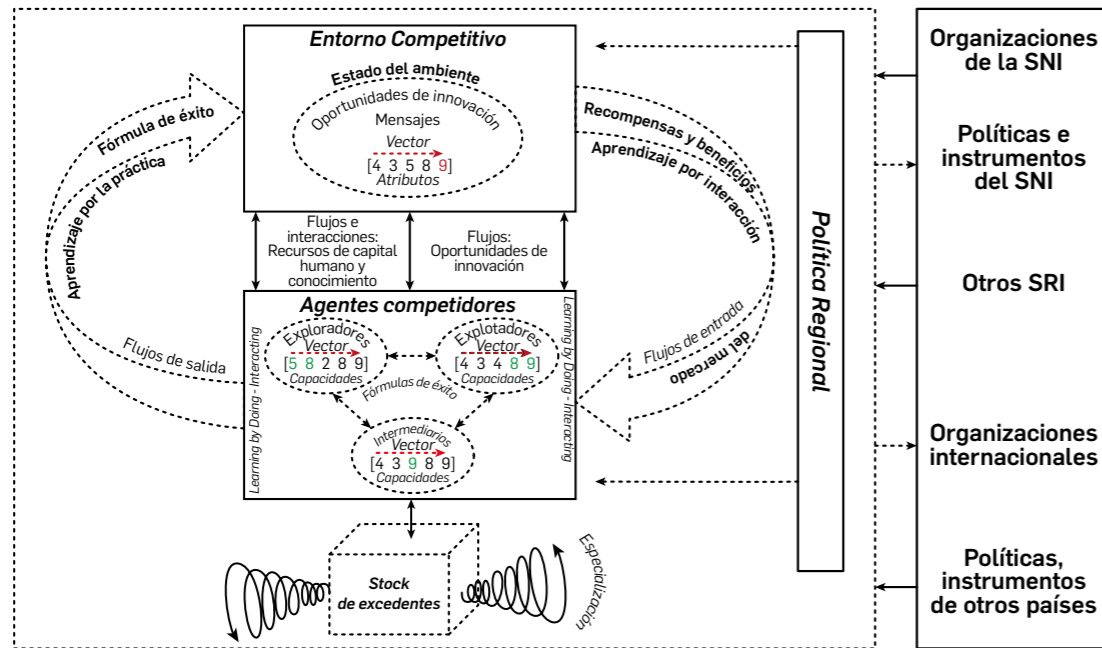 Entorno Competitivo
Estado del ambiente
Oportunidades de innovación
Mensajes
Vector
[4 3 5 8 9]
Atributos
Fórmula de éxito
Aprendizaje por la práctica
Flujos de salida
Recompensas y beneficios
Aprendizaje por interacción
Flujos de entrada
del mercado
Flujos e
interacciones:
Recursos de capital
humano y
conocimiento
Flujos:
Oportunidades de
innovación
Agentes competidores
Learning by Doing - Interacting
Learning by Doing - Interacting
Exploradores
Vector
[5 8 2 8 9]
Capacidades
Explotadores
Vector
[4 3 4 8 9]
Capacidades
Fórmulas de éxito
Intermediarios
Vector
[4 3 9 8 9]
Capacidades
Stock
de excedentes
Especialización
Política Regional
Organizaciones
de la SNI
Políticas e
instrumentos
del SNI
Otros SRI
Organizaciones
internacionales
Políticas,
instrumentos
de otros países